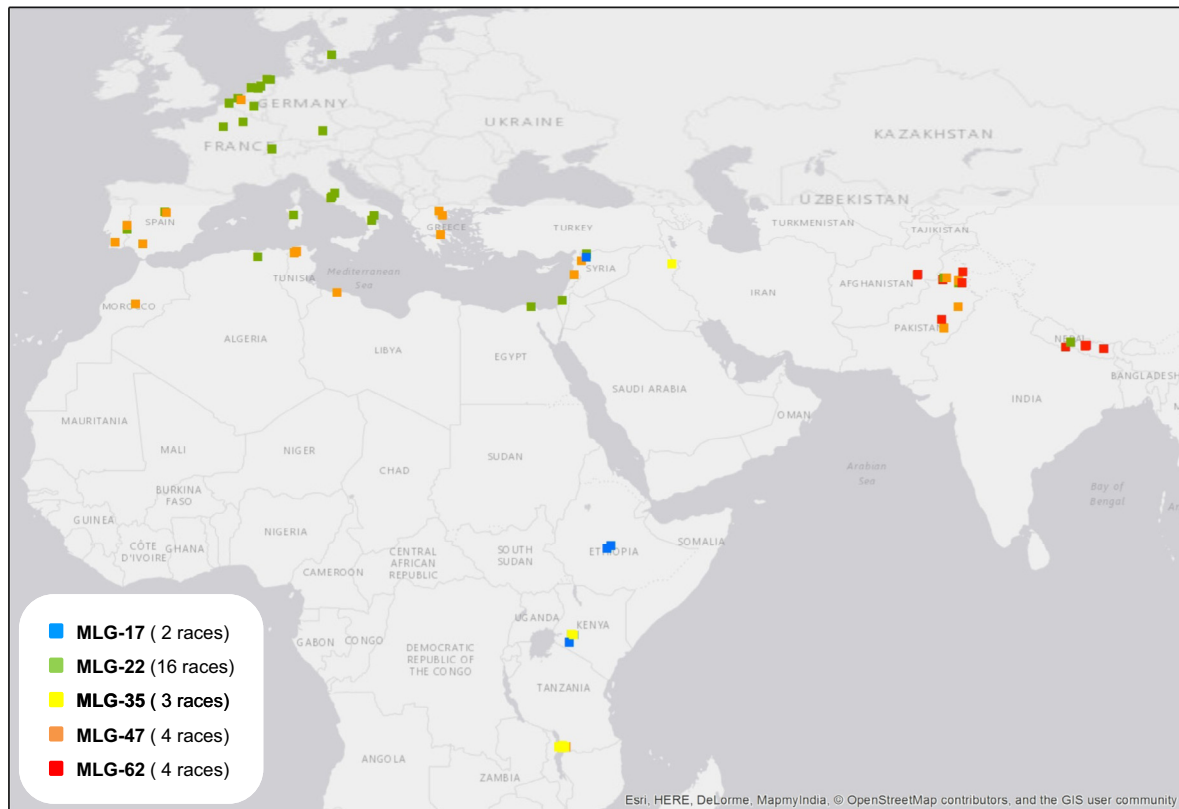 GERMANY
UKRAINE
KAZAKHSTAN
FRANCE
UZBEKISTAN
SPAIN
GREECE
TURKEY
TURKMENISTAN
TAJIKISTAN
TUNISIA
Mediterranean
Sea
SYRIA
AFGHANISTAN
IRAN
MOROCCO
PAKISTAN
ALGERIA
LIBYA
EGYPT
NEPAL
BANGLADESH
SAUDI ARABIA
OMAN
INDIA
MAURITANIA
MALI
NIGER
CHAD
SUDAN
Arabian
Sea
Bay of
Bengal
BURKINA
FASO
GUINEA
CÔTE
D'IVOIRE
GHANA
NIGERIA
ETHIOPIA
SOMALIA
CENTRAL
AFRICAN
REPUBLIC
SOUTH
SUDAN
CAMEROON
UGANDA
KENYA
GABON
CONGO
DEMOCRATIC
REPUBLIC OF
THE CONGO
TANZANIA
ANGOLA
ZAMBIA
MLG-17 ( 2 races)
MLG-22 (16 races)
MLG-35 ( 3 races)
MLG-47 ( 4 races)
MLG-62 ( 4 races)
Esri, HERE, DeLorme, MapmyIndia, © OpenStreetMap contributors, and the GIS user community